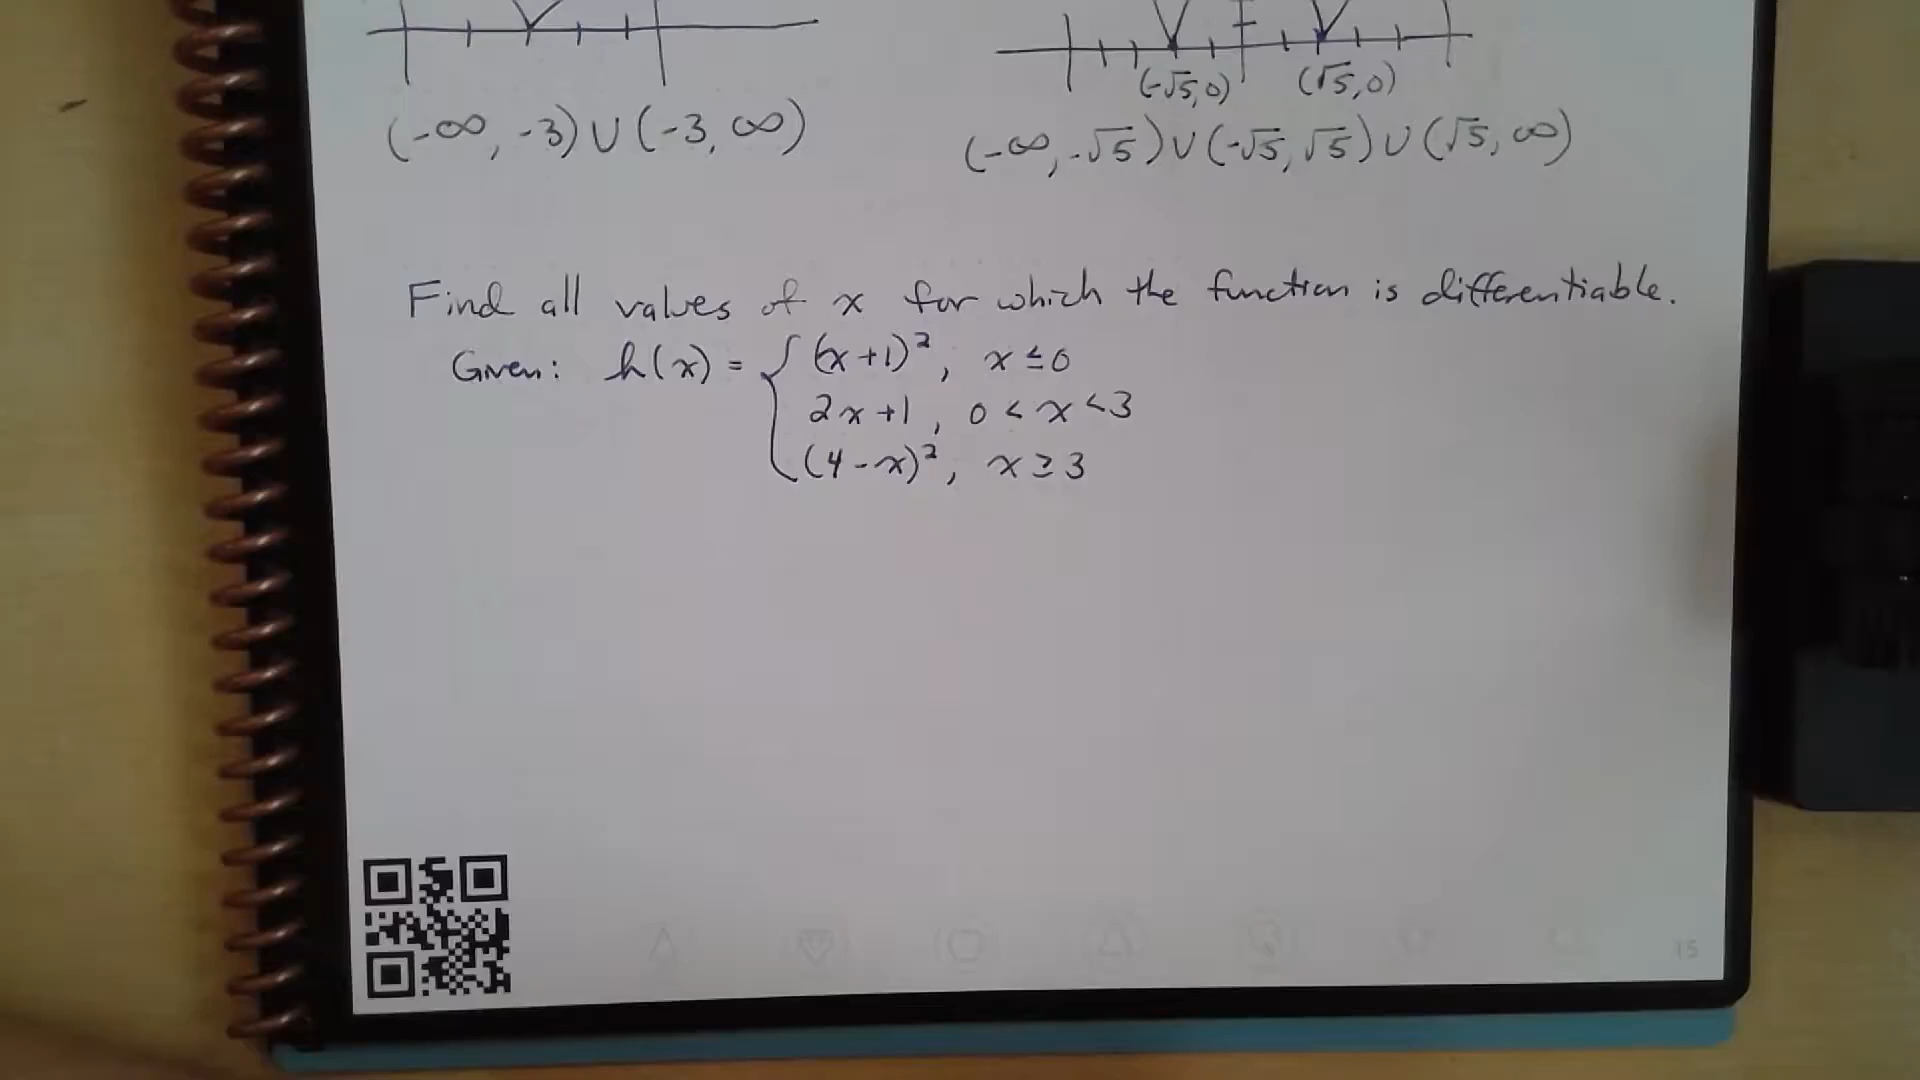 (-√5,0) (√5,0)
(-∞, -3) ∪ (-3, ∞)
(-∞, -√5) ∪ (-√5, √5) ∪ (√5, ∞)
Find all values of x for which the function is differentiable.
Given: h(x) = { (x+1)², x ≤ 0
2x+1, 0 < x < 3
(4-x)², x ≥ 3
15